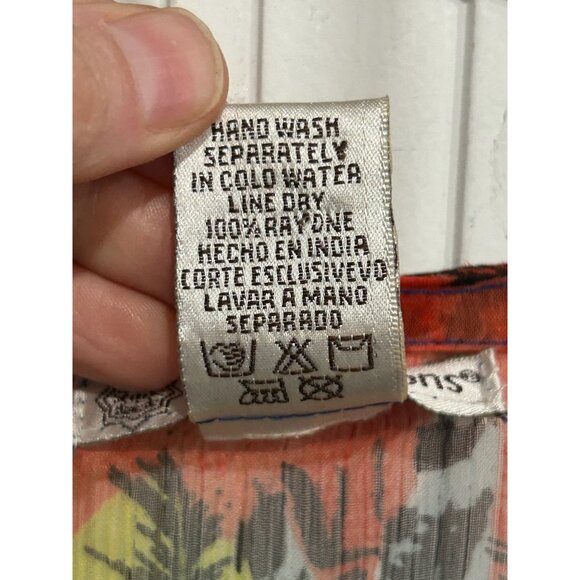 HAND WASH
SEPARATELY
IN COLD WATER
LINE DRY
100% RAYONE
HECHO EN INDIA
CORTE ESCLUSIVEVO
LAVAR A MANO
SEPARADO